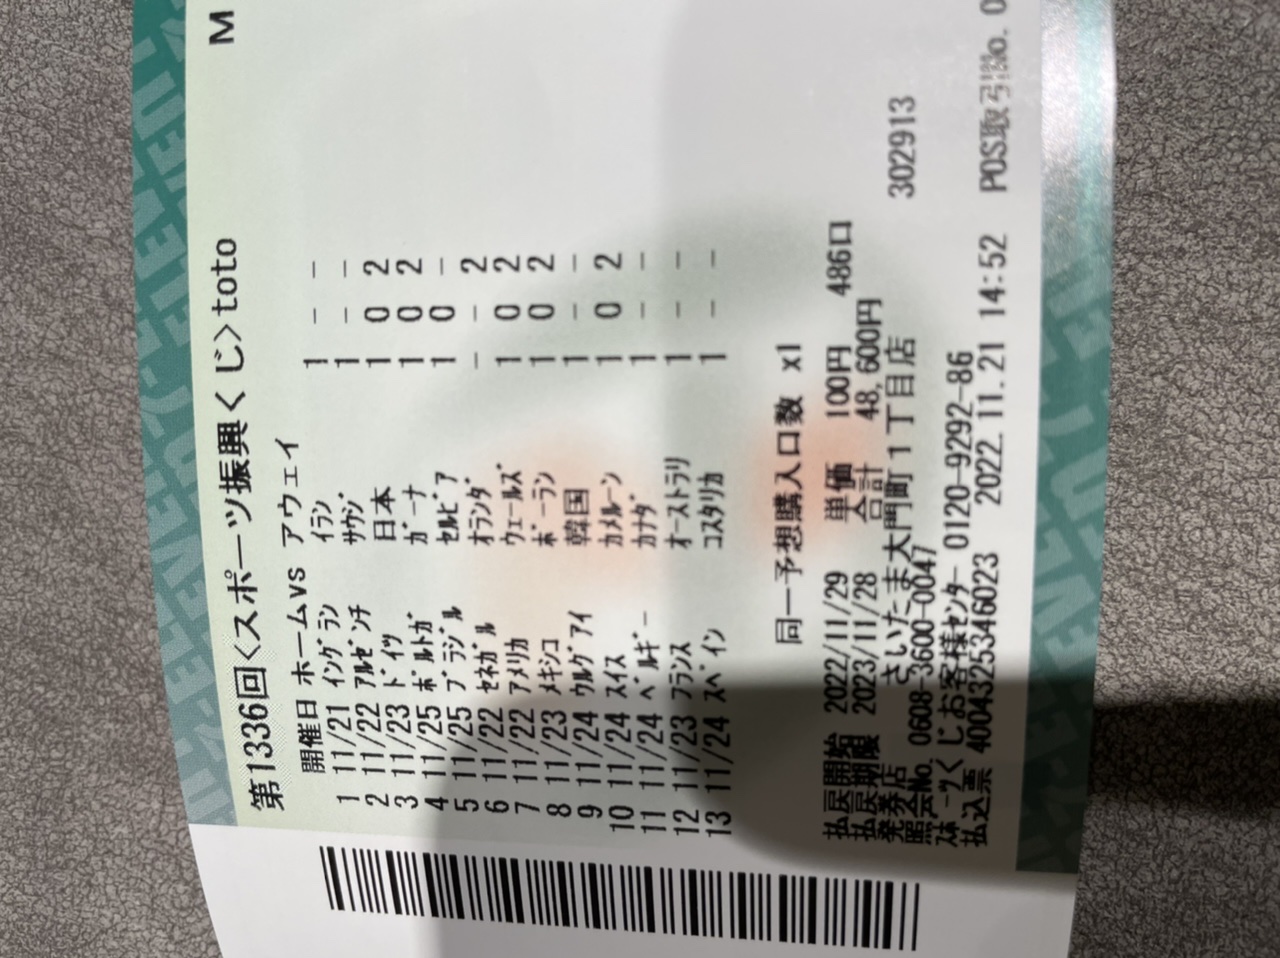 第1336回<スポーツ振興くじ>toto M
開催日 ホームvs アウェイ
1 11/21 イングラン イラン 1 - -
2 11/22 アルゼンチ サウジ 1 - -
3 11/23 ドイツ 日本 1 0 2
4 11/25 ポルトガ ガーナ 1 0 2
5 11/25 ブラジル セルビア 1 0 -
6 11/22 セネガル オランダ - - 2
7 11/22 アメリカ ウェールズ 1 0 2
8 11/23 メキシコ ポーラン 1 0 2
9 11/24 ウルグアイ 韓国 1 - -
10 11/24 スイス カメルーン 1 0 2
11 11/24 ベルギー カナダ 1 - -
12 11/23 フランス オーストラリ 1 - -
13 11/24 スペイン コスタリカ 1 - -
同一予想購入口数 x1
払戻開始 2022/11/29 単価 100円 486口
払戻期限 2023/11/28 合計 48,600円
発券店 さいたま大門町1丁目店
照会No. 0608-3600-0047 302913
スポーツくじお客様センター 0120-9292-86
払込票 4004325346023 2022.11.21 14:52 POS取引No. 0